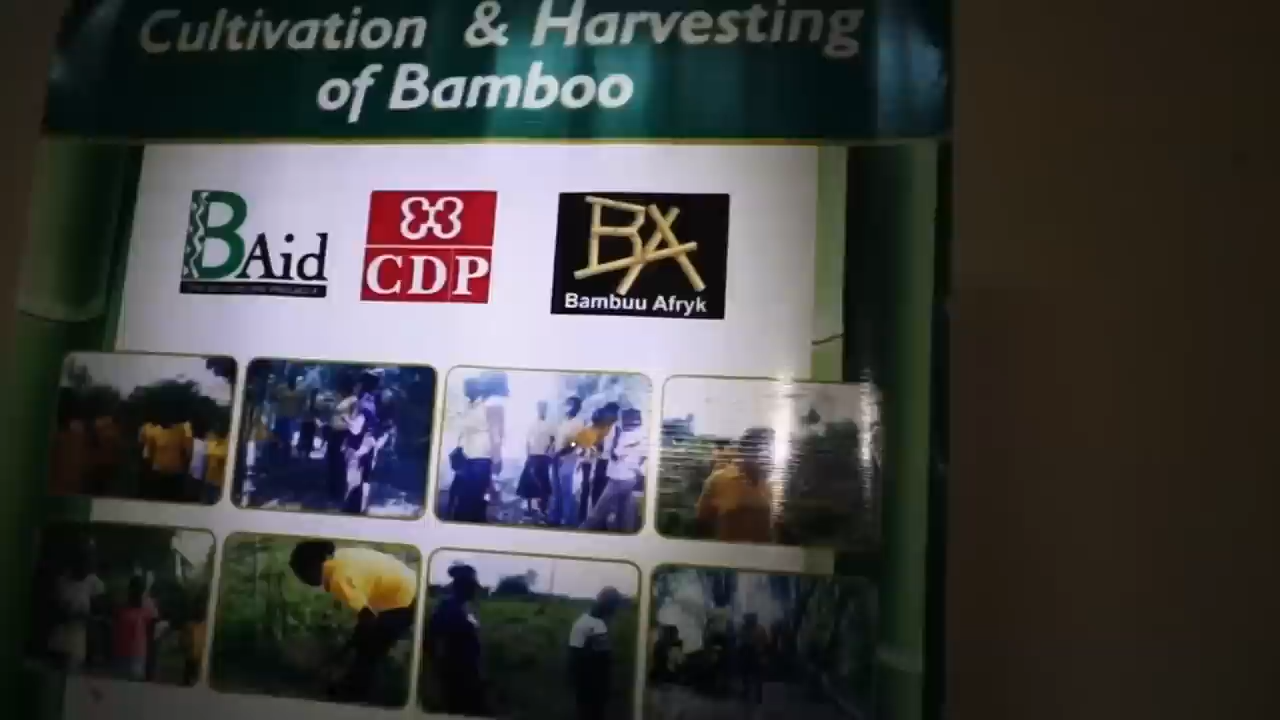 Cultivation & Harvesting
of Bamboo
BAid
CDP
BA
Bambuu Afryk